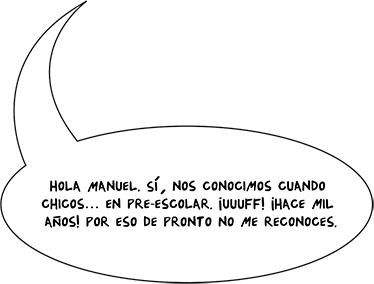 HOLA MANUEL. SÍ, NOS CONOCIMOS CUANDO
CHICOS... EN PRE-ESCOLAR. ¡UUUFF! ¡HACE MIL
AÑOS! POR ESO DE PRONTO NO ME RECONOCES.